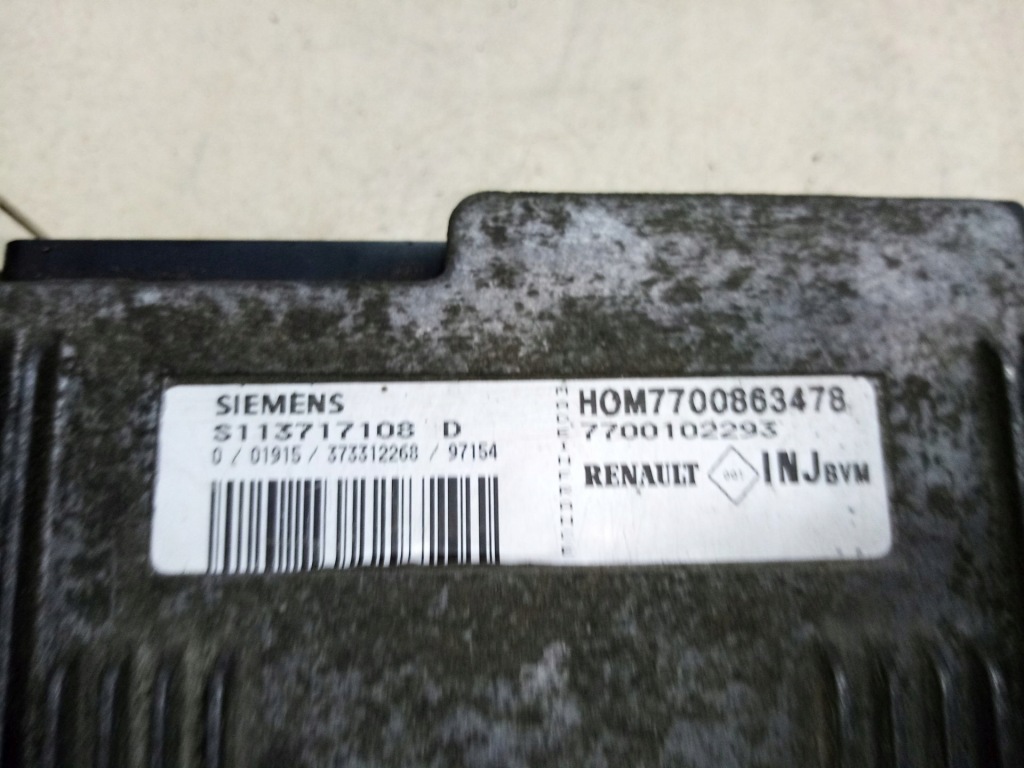 SIEMENS
S113717108 D
0 / 01915 / 373312268 / 97154
HOM7700863478
7700102293
RENAULT INJ BVM